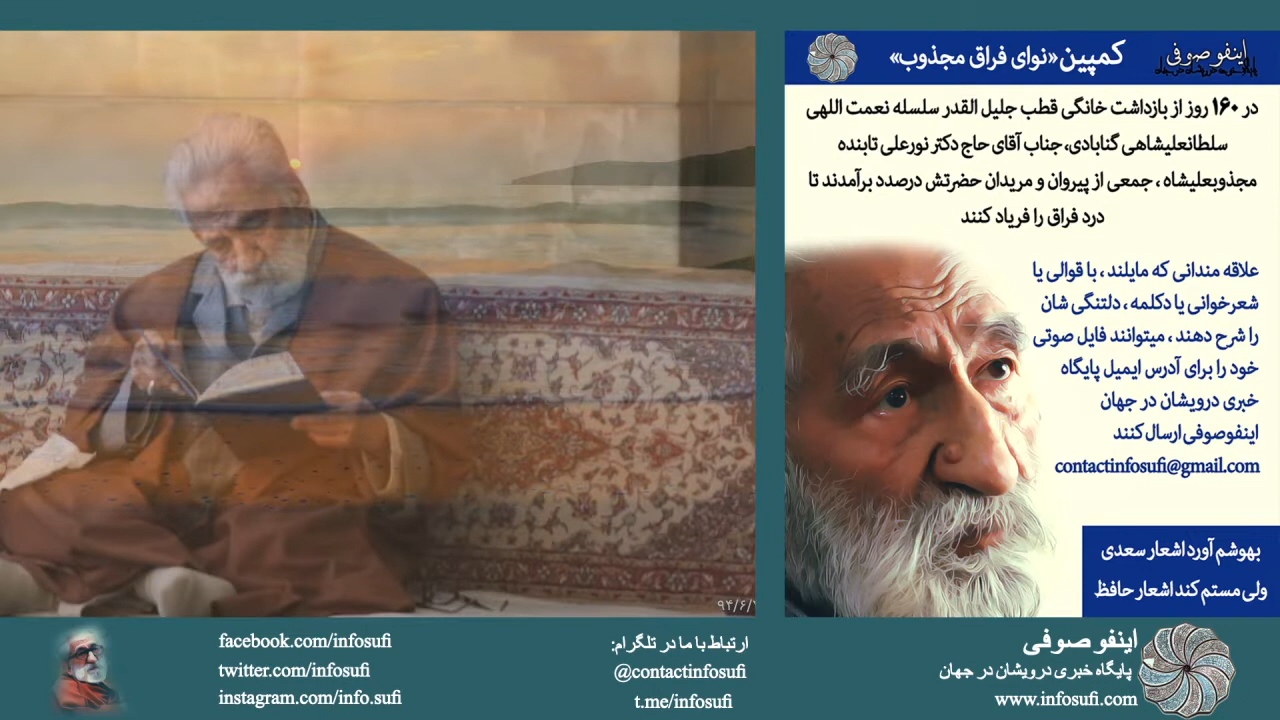 کمپین «نوای فراق مجذوب»
اینفو صوفی
در ۱۶۰ روز از بازداشت خانگی قطب جلیل القدر سلسله نعمت اللهی
سلطانعلیشاهی گنابادی، جناب آقای حاج دکتر نورعلی تابنده
مجذوبعلیشاه ، جمعی از پیروان و مریدان حضرتش درصدد برآمدند تا
درد فراق را فریاد کنند
علاقه مندانی که مایلند ، با قوالی یا
شعرخوانی یا دکلمه ، دلتنگی شان
را شرح دهند ، میتوانند فایل صوتی
خود را برای آدرس ایمیل پایگاه
خبری درویشان در جهان
اینفوصوفی ارسال کنند
contactinfosufi@gmail.com
بهوشم آورد اشعار سعدی
ولی مستم کند اشعار حافظ
اینفو صوفی
پایگاه خبری درویشان در جهان
www.infosufi.com
ارتباط با ما در تلگرام:
@contactinfosufi
t.me/infosufi
facebook.com/infosufi
twitter.com/infosufi
instagram.com/info.sufi